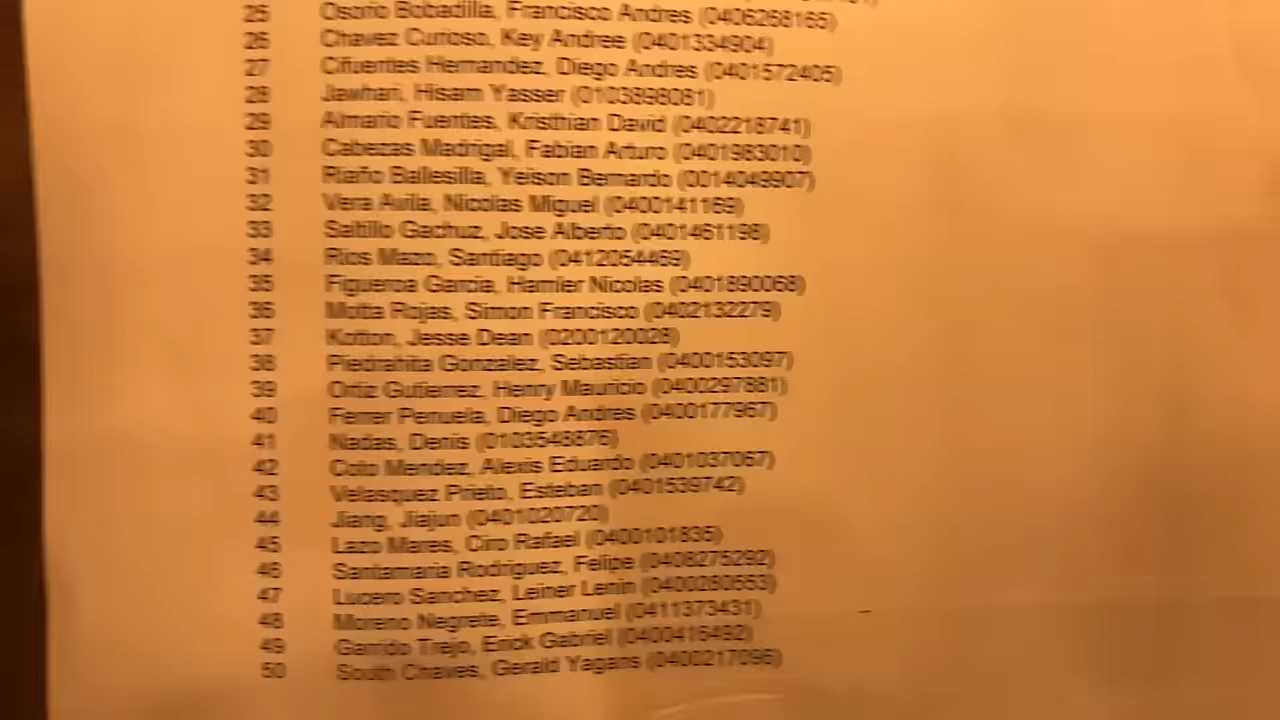 25 Osorio Bobadilla, Francisco Andres (0406268165)
26 Chavez Curioso, Key Andree (0401334904)
27 Cifuentes Hernandez, Diego Andres (0401572405)
28 Jawhari, Hisam Yasser (0103898081)
29 Almario Fuentes, Kristhian David (0402218741)
30 Cabezas Madrigal, Fabian Arturo (0401983010)
31 Riaño Ballesilla, Yeison Bernardo (0014049907)
32 Vera Avila, Nicolas Miguel (0400141169)
33 Saltillo Gachuz, Jose Alberto (0401461198)
34 Rios Mazo, Santiago (0412054469)
35 Figueroa Garcia, Hamler Nicolas (0401890068)
36 Motta Rojas, Simon Francisco (0402132279)
37 Kotton, Jesse Dean (0200120028)
38 Piedrahita Gonzalez, Sebastian (0400153097)
39 Ortiz Gutierrez, Henry Mauricio (0400297881)
40 Ferrer Penuela, Diego Andres (0400177967)
41 Nadas, Denis (0103548876)
42 Coto Mendez, Alexis Eduardo (0401037067)
43 Velasquez Prieto, Esteban (0401539742)
44 Jiang, Jiajun (0401020720)
45 Lazo Mares, Ciro Rafael (0400101835)
46 Santamaria Rodriguez, Felipe (0408275292)
47 Lucero Sanchez, Leiner Lenin (0400280553)
48 Moreno Negrete, Emmanuel (0411373431)
49 Garrido Trejo, Erick Gabriel (0400416492)
50 South Chaves, Gerald Yagans (0400217096)